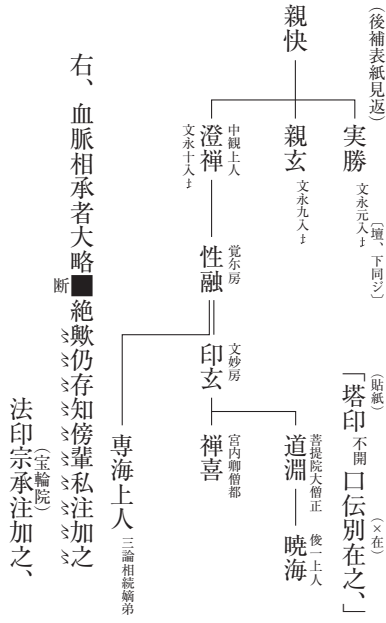 (後補表紙見返)
(貼紙)
「塔印 不開 口伝別在之、」
(×在)
親快
実勝 文永元入〻
〔壇、下同ジ〕
親玄 文永九入〻
中観上人
澄禅
文永十入〻
覚尓房
性融
文妙房
印玄
菩提院大僧正
道淵
俊一上人
暁海
宮内卿僧都
禅喜
専海上人 三論相続嫡弟
右、血脈相承者大略■絶歟仍存知傍輩私注加之
断
(宝輪院)
法印宗承注加之、